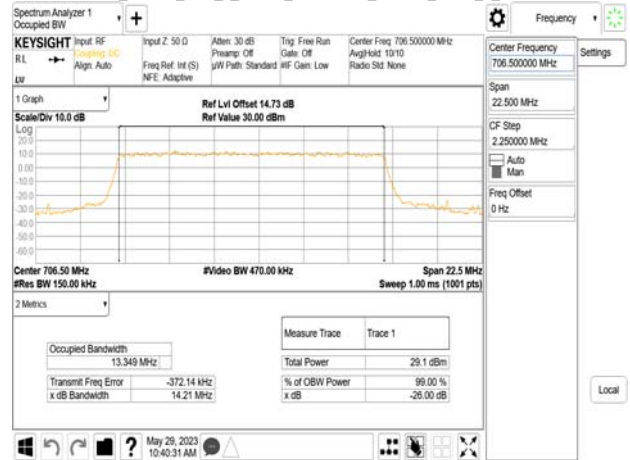 Spectrum Analyzer 1
Occupied BW
Frequency
KEYSIGHT
RL
Input: RF
Coupling: DC
Align: Auto
Input Z: 50 Ω
Freq Ref: Int (S)
NFE: Adaptive
Atten: 30 dB
Preamp: Off
µW Path: Standard
Trig: Free Run
Gate: Off
#IF Gain: Low
Center Freq: 706.500000 MHz
Avg|Hold: 10/10
Radio Std: None
Center Frequency
706.500000 MHz
Settings
Span
22.500 MHz
CF Step
2.250000 MHz
Auto
Man
Freq Offset
0 Hz
Local
1 Graph
Scale/Div 10.0 dB
Ref Lvl Offset 14.73 dB
Ref Value 30.00 dBm
Log
20.0
10.0
0.00
-10.0
-20.0
-30.0
-40.0
-50.0
-60.0
Center 706.50 MHz
#Video BW 470.00 kHz
Span 22.5 MHz
#Res BW 150.00 kHz
Sweep 1.00 ms (1001 pts)
2 Metrics
Measure Trace Trace 1
Occupied Bandwidth
13.349 MHz
Total Power 29.1 dBm
Transmit Freq Error -372.14 kHz
% of OBW Power 99.00 %
x dB Bandwidth 14.21 MHz
x dB -26.00 dB
?
May 29, 2023
10:40:31 AM